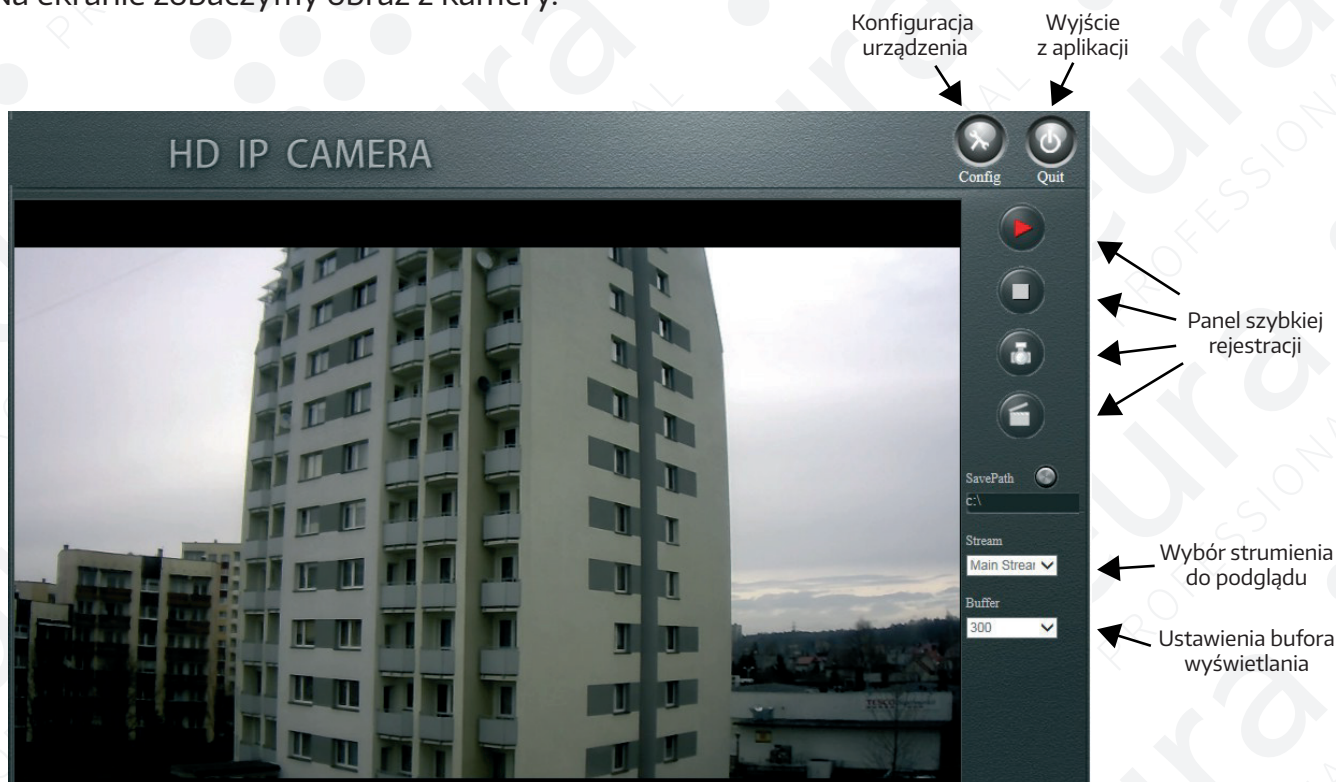 Na ekranie zobaczymy obraz z kamery.
Konfiguracja
urządzenia
Wyjście
z aplikacji
HD IP CAMERA
Config
Quit
Panel szybkiej
rejestracji
SavePath
c:\
Stream
Main Strear
Wybór strumienia
do podglądu
Buffer
300
Ustawienia bufora
wyświetlania
TESCO